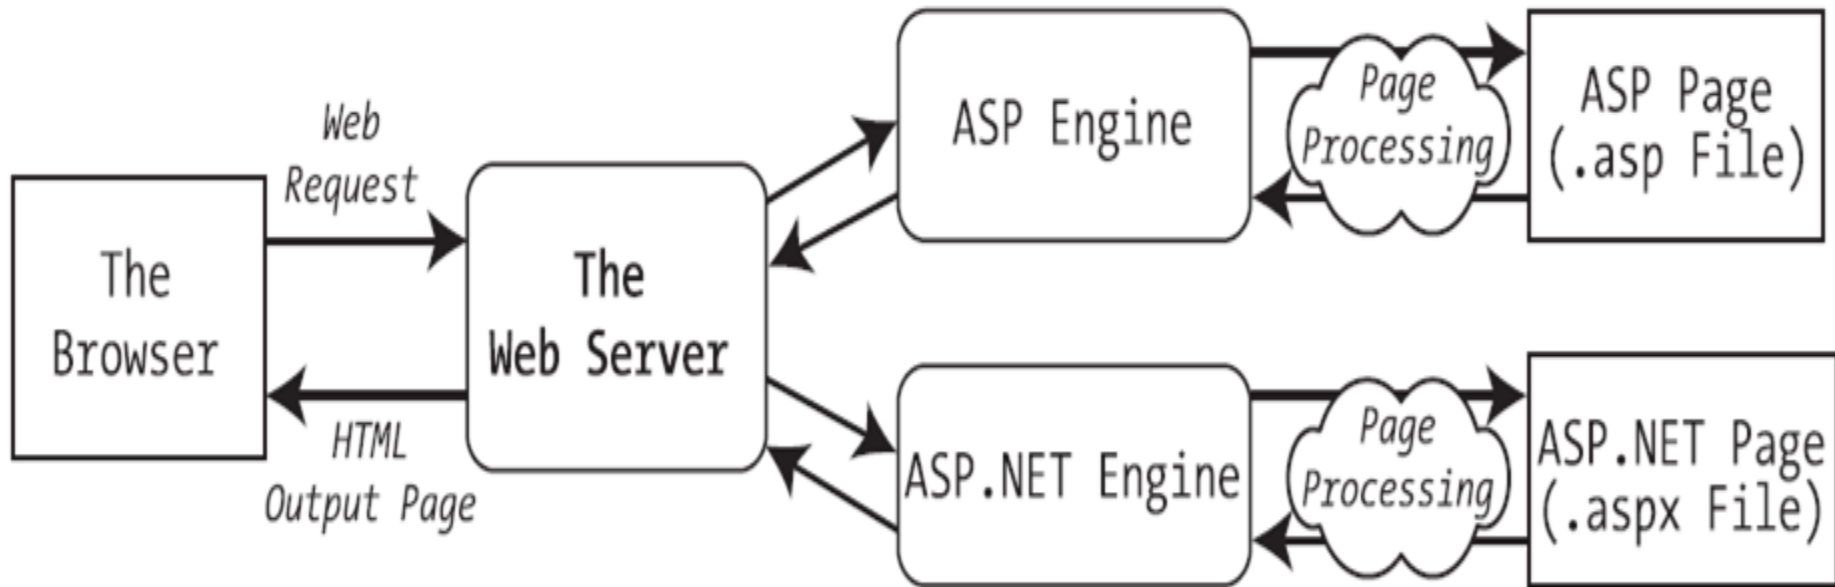 Web
Request
The
Browser
HTML
Output Page
The
Web Server
ASP Engine
Page
Processing
ASP Page
(.asp File)
ASP.NET Engine
Page
Processing
ASP.NET Page
(.aspx File)